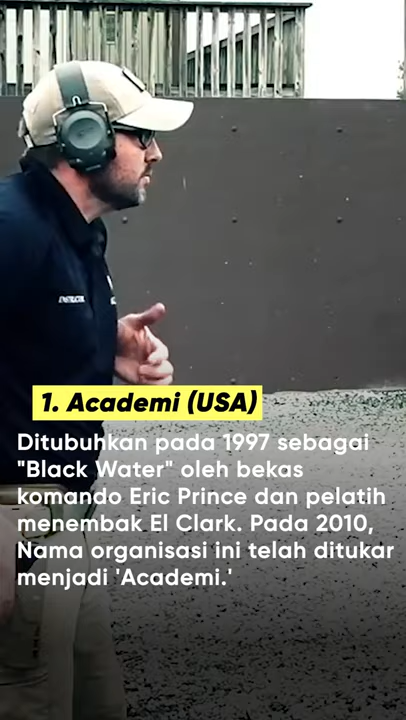 INSTRUCTOR
1. Academi (USA)
Ditubuhkan pada 1997 sebagai
"Black Water" oleh bekas
komando Eric Prince dan pelatih
menembak El Clark. Pada 2010,
Nama organisasi ini telah ditukar
menjadi 'Academi.'